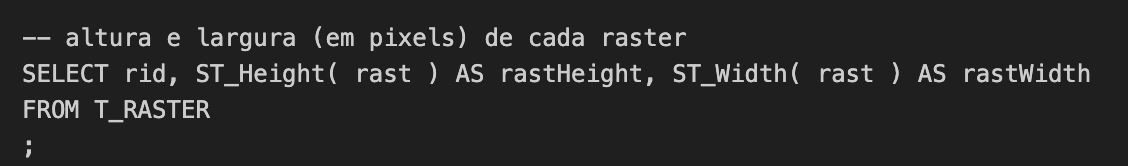 -- altura e largura (em pixels) de cada raster
SELECT rid, ST_Height( rast ) AS rastHeight, ST_Width( rast ) AS rastWidth
FROM T_RASTER
;